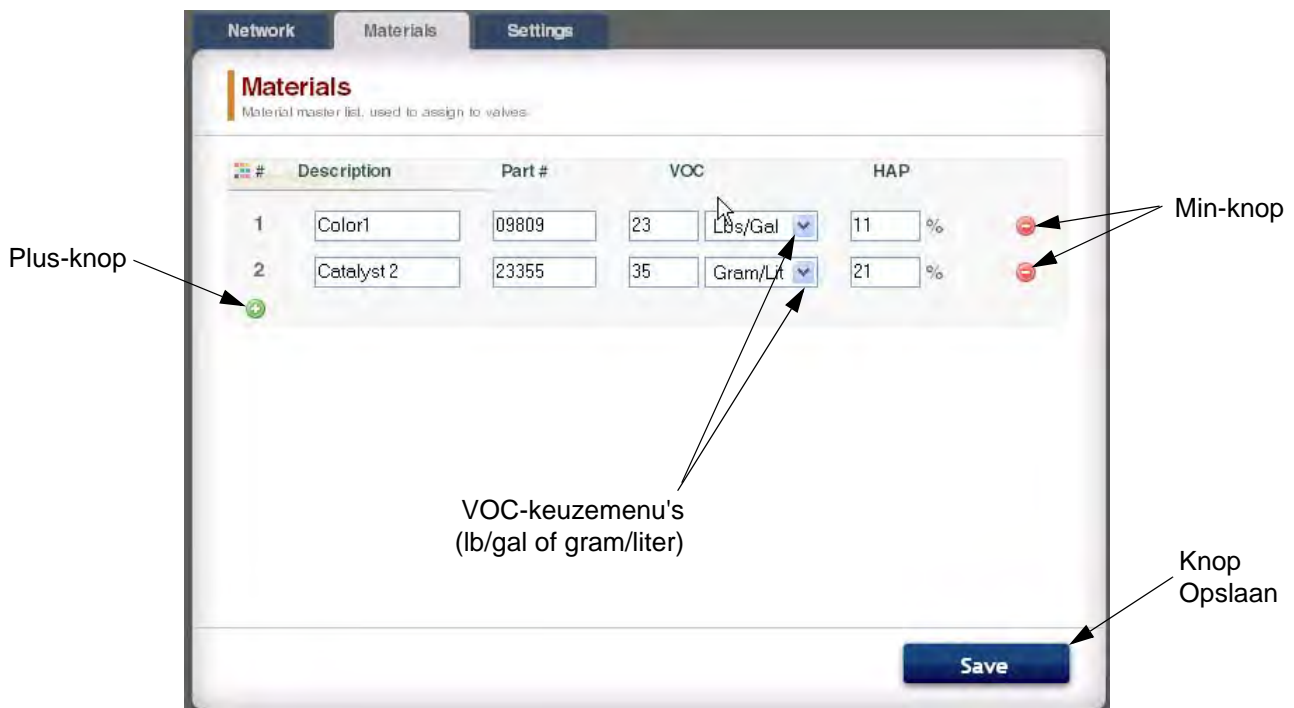 Network Materials Settings
Materials
Material master list, used to assign to valves.
# Description Part # VOC HAP
1 Color1 09809 23 Lbs/Gal 11 %
2 Catalyst 2 23355 35 Gram/Lit 21 %
Min-knop
Plus-knop
VOC-keuzemenu's
(lb/gal of gram/liter)
Knop
Opslaan
Save